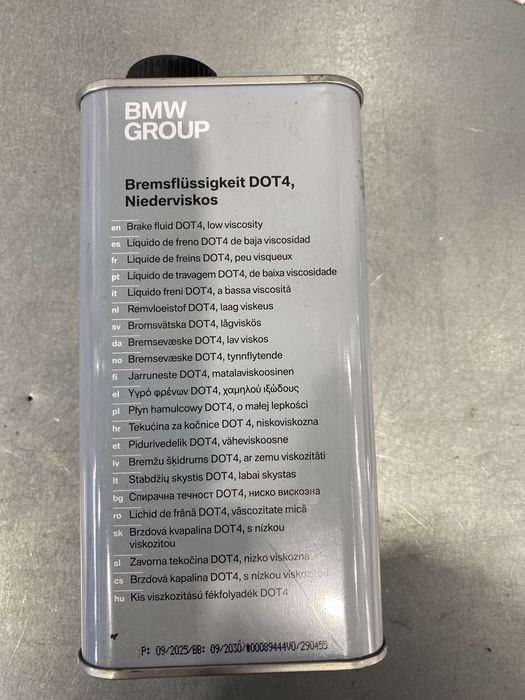 BMW
GROUP
Bremsflüssigkeit DOT4,
Niederviskos
en Brake fluid DOT4, low viscosity
es Líquido de freno DOT4 de baja viscosidad
fr Liquide de freins DOT4, peu visqueux
pt Líquido de travagem DOT4, de baixa viscosidade
it Liquido freni DOT4, a bassa viscosità
nl Remvloeistof DOT4, laag viskeus
sv Bromsvätska DOT4, lågviskös
da Bremsevæske DOT4, lav viskos
no Bremsevæske DOT4, tynnflytende
fi Jarruneste DOT4, matalaviskoosinen
el Υγρό φρένων DOT4, χαμηλού ιξώδους
pl Płyn hamulcowy DOT4, o małej lepkości
hr Tekućina za kočnice DOT 4, niskoviskozna
et Pidurivedelik DOT4, väheviskoosne
lv Bremžu šķidrums DOT4, ar zemu viskozitāti
lt Stabdžių skystis DOT4, labai skystas
bg Спирачна течност DOT4, ниско вискозна
ro Lichid de frână DOT4, vâscozitate mică
sk Brzdová kvapalina DOT4, s nízkou
viskozitou
sl Zavorna tekočina DOT4, nizko viskozna
cs Brzdová kapalina DOT4, s nízkou viskozitou
hu Kis viszkozitású fékfolyadék DOT4
P: 09/2025/BB: 09/2030/#00089444V0/290455